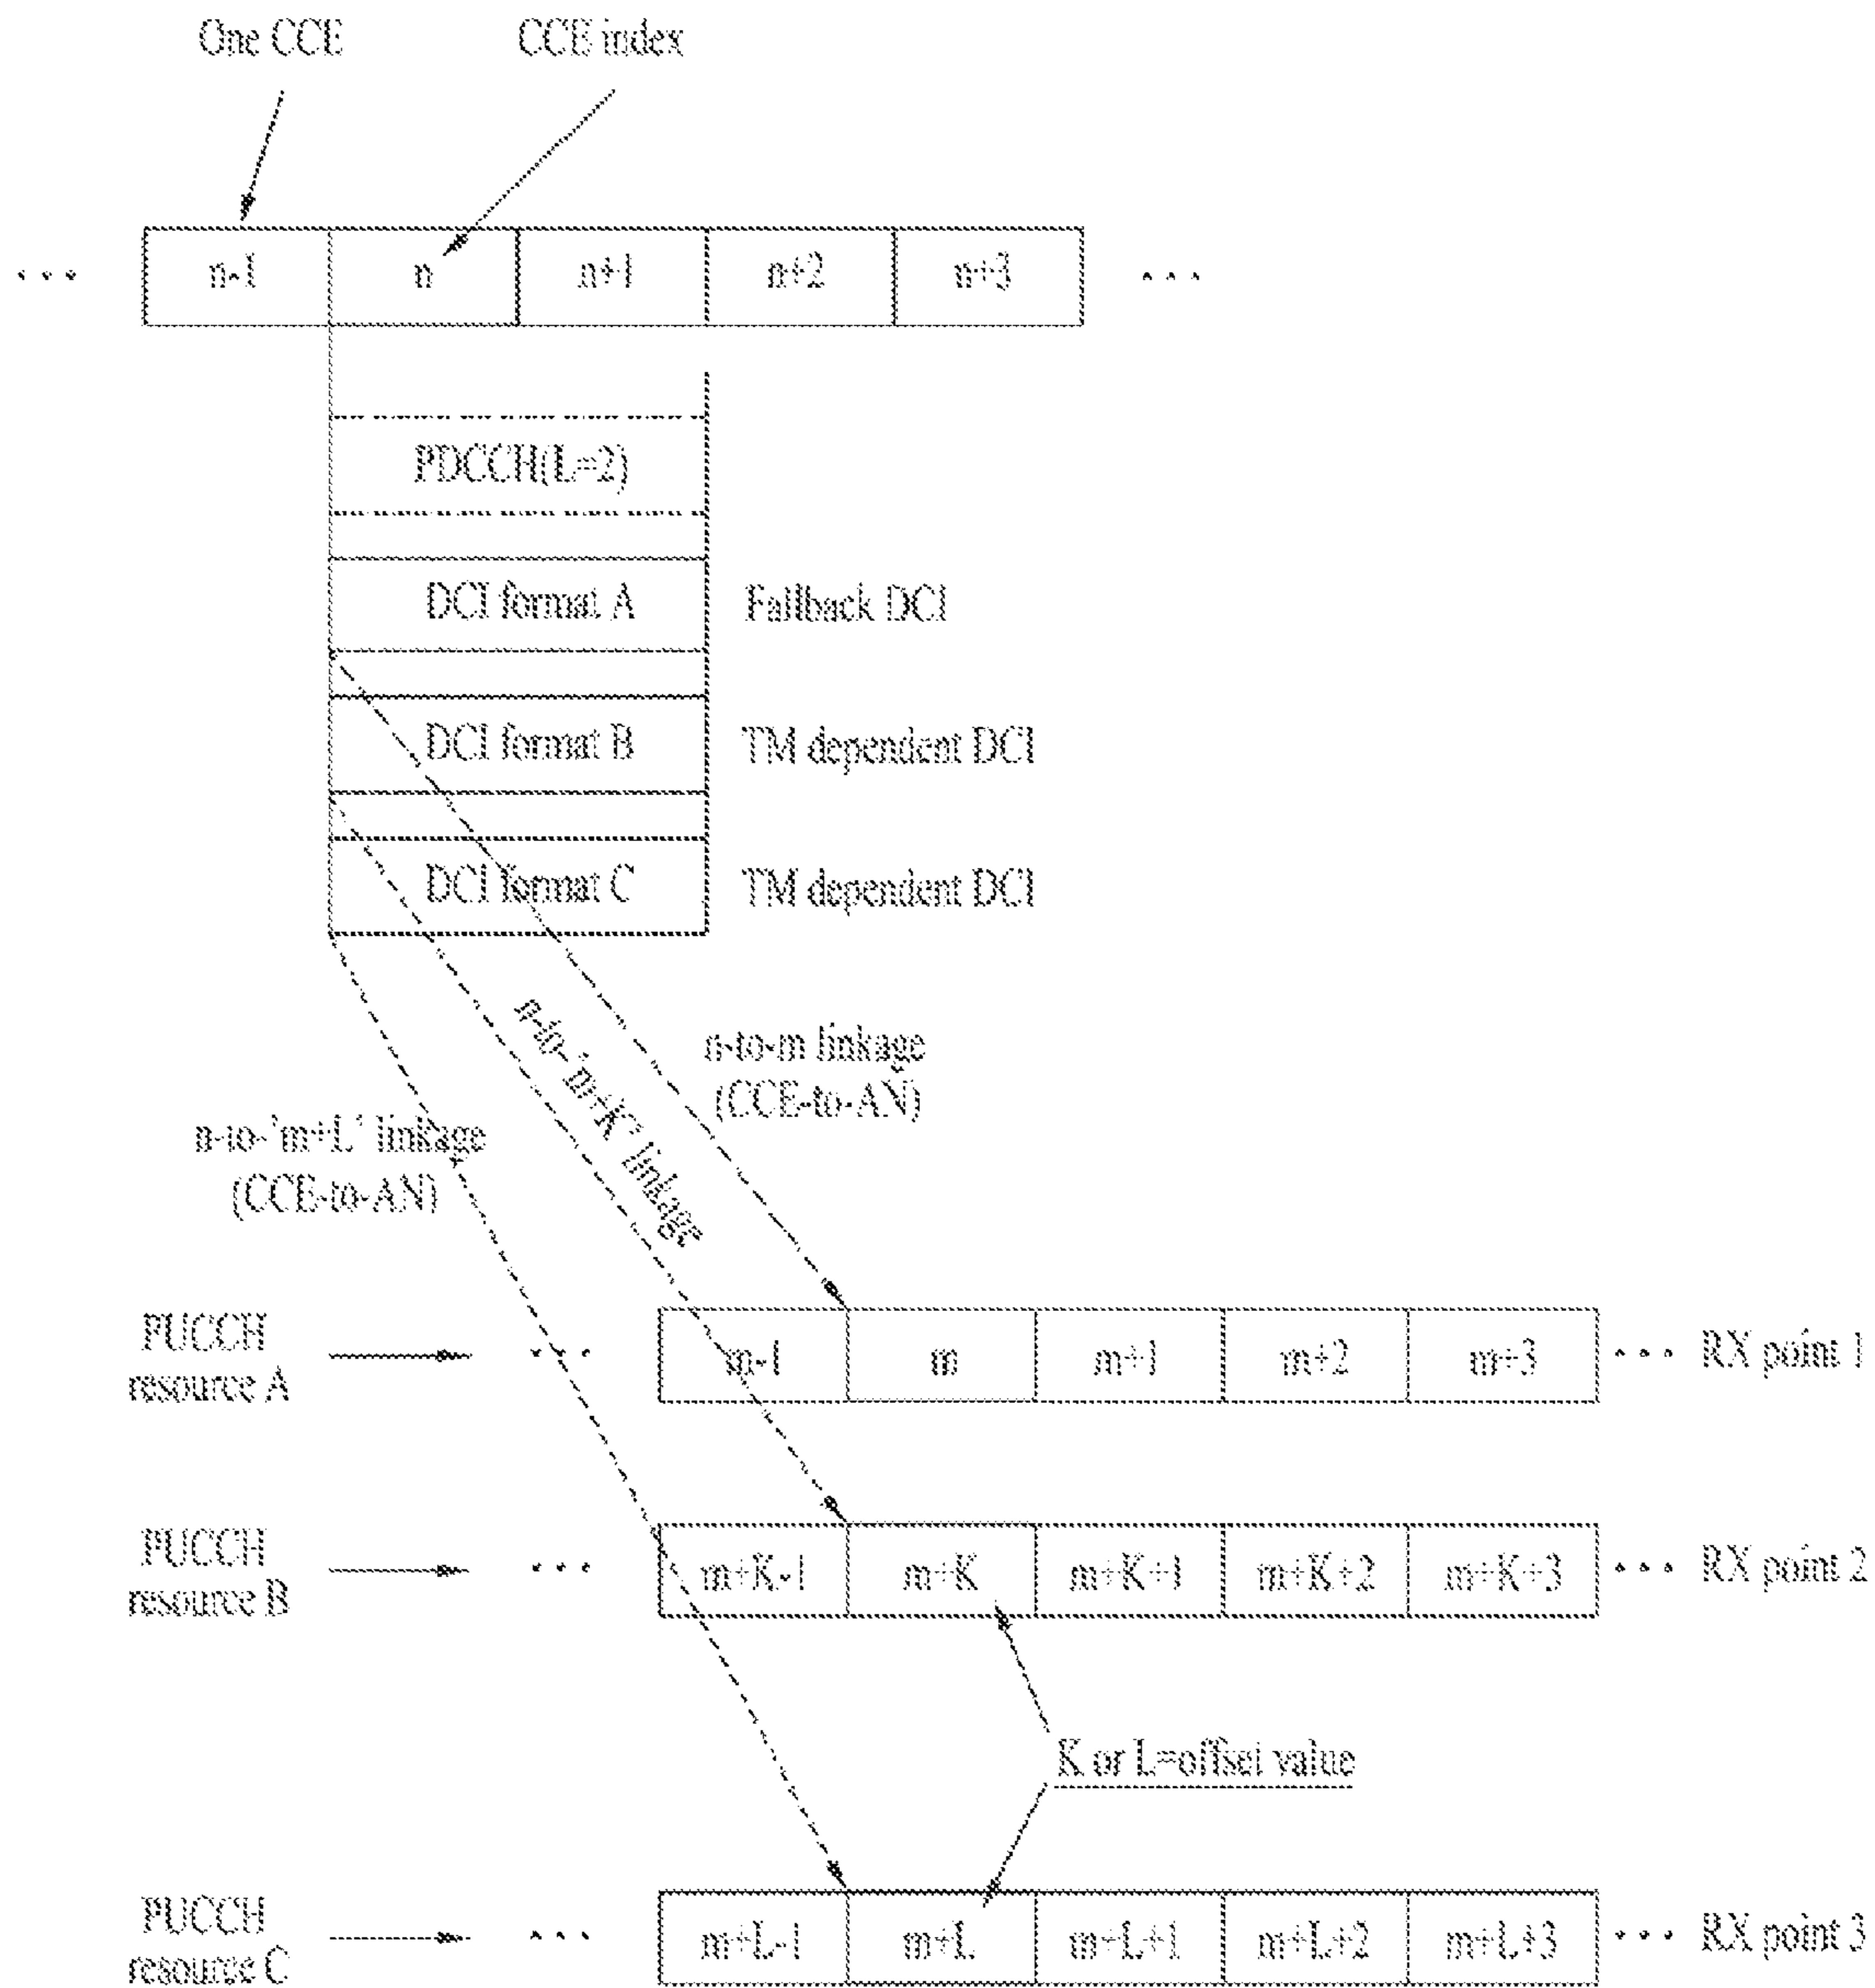 One CCE
CCE index
... n-1 n n+1 n+2 n+3 ...
PDCCH(L=2)
DCI format A Fallback DCI
DCI format B TM dependent DCI
DCI format C TM dependent DCI
n-to-m linkage
(CCE-to-AN)
n-to-'m+K' linkage
n-to-'m+L' linkage
(CCE-to-AN)
PUCCH
resource A
... m-1 m m+1 m+2 m+3 ... RX point 1
PUCCH
resource B
... m+K-1 m+K m+K+1 m+K+2 m+K+3 ... RX point 2
K or L=offset value
PUCCH
resource C
... m+L-1 m+L m+L+1 m+L+2 m+L+3 ... RX point 3